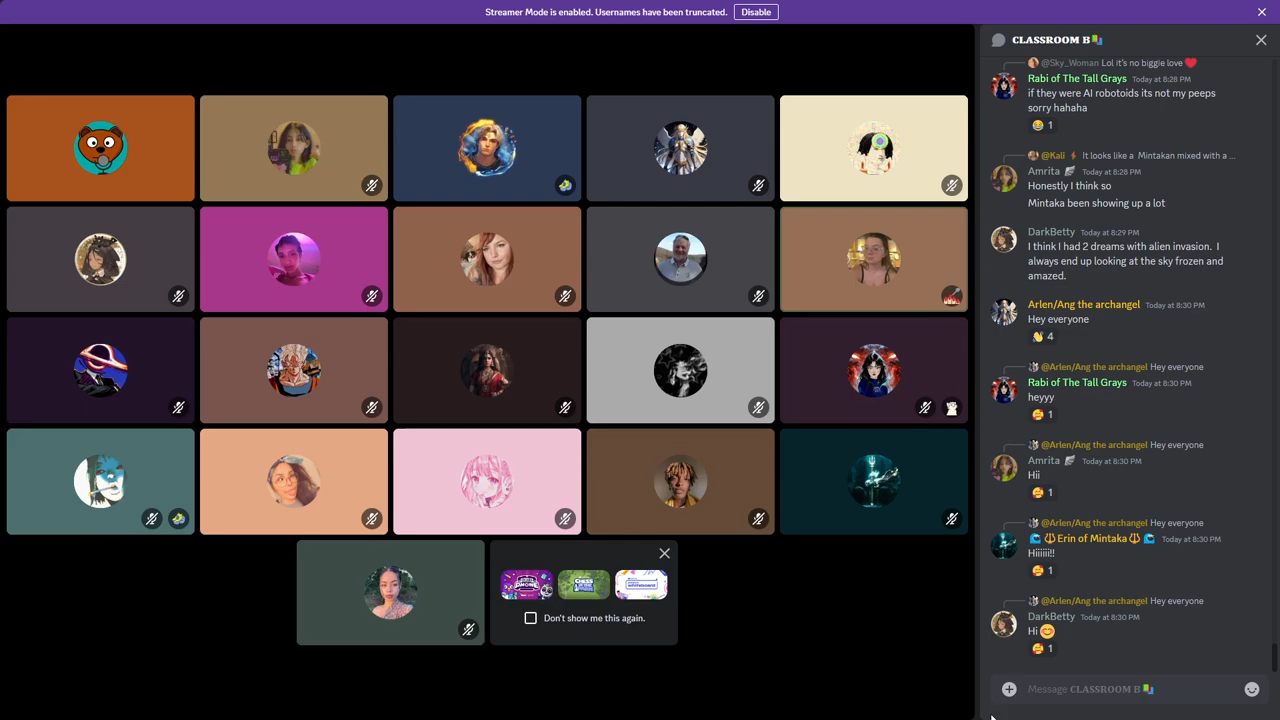 Streamer Mode is enabled. Usernames have been truncated. Disable
CLASSROOM B
@Sky_Woman Lol it's no biggie love
Rabi of The Tall Grays Today at 8:28 PM
if they were AI robotoids its not my peeps
sorry hahaha
1
@Kali It looks like a Mintakan mixed with a ...
Amrita Today at 8:28 PM
Honestly I think so
Mintaka been showing up a lot
DarkBetty Today at 8:29 PM
I think I had 2 dreams with alien invasion. I
always end up looking at the sky frozen and
amazed.
Arlen/Ang the archangel Today at 8:30 PM
Hey everyone
4
@Arlen/Ang the archangel Hey everyone
Rabi of The Tall Grays Today at 8:30 PM
heyyy
1
@Arlen/Ang the archangel Hey everyone
Amrita Today at 8:30 PM
Hii
1
@Arlen/Ang the archangel Hey everyone
Erin of Mintaka Today at 8:30 PM
Hiiiiiii!!
1
@Arlen/Ang the archangel Hey everyone
DarkBetty Today at 8:30 PM
Hi
1
Message CLASSROOM B
CHESS
whiteboard
Don't show me this again.